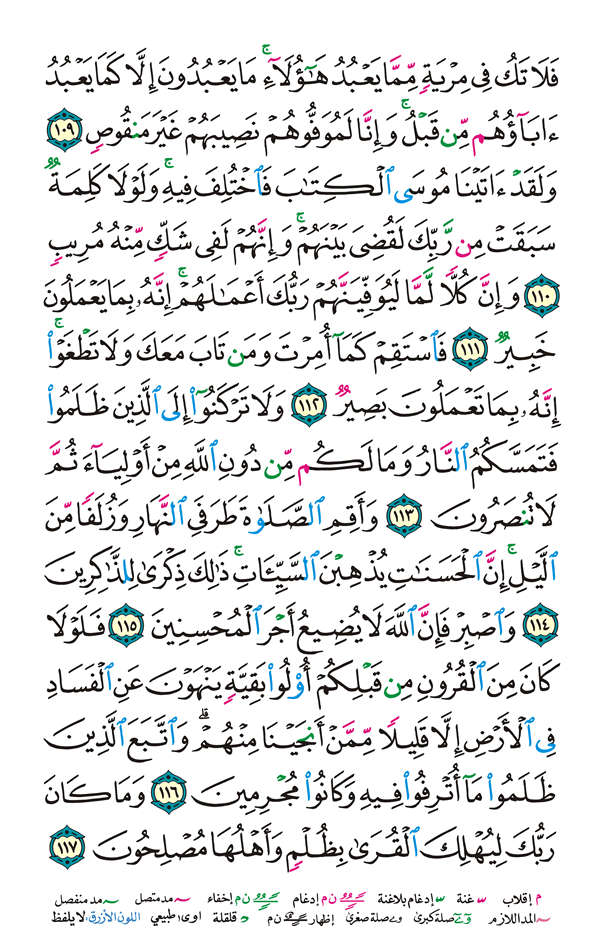 فَلَا تَكُ فِى مِرْيَةٍ مِّمَّا يَعْبُدُ هَٰٓؤُلَآءِ ۚ مَا يَعْبُدُونَ إِلَّا كَمَا يَعْبُدُ
ءَابَآؤُهُم مِّن قَبْلُ ۚ وَإِنَّا لَمُوَفُّوهُمْ نَصِيبَهُمْ غَيْرَ مَنقُوصٍ ١٠٩
وَلَقَدْ ءَاتَيْنَا مُوسَى ٱلْكِتَٰبَ فَٱخْتُلِفَ فِيهِ ۚ وَلَوْلَا كَلِمَةٌ
سَبَقَتْ مِن رَّبِّكَ لَقُضِىَ بَيْنَهُمْ ۚ وَإِنَّهُمْ لَفِى شَكٍّ مِّنْهُ مُرِيبٍ
١١٠ وَإِنَّ كُلًّا لَّمَّا لَيُوَفِّيَنَّهُمْ رَبُّكَ أَعْمَٰلَهُمْ ۚ إِنَّهُۥ بِمَا يَعْمَلُونَ
خَبِيرٌ ١١١ فَٱسْتَقِمْ كَمَآ أُمِرْتَ وَمَن تَابَ مَعَكَ وَلَا تَطْغَوْا۟ ۚ
إِنَّهُۥ بِمَا تَعْمَلُونَ بَصِيرٌ ١١٢ وَلَا تَرْكَنُوٓا۟ إِلَى ٱلَّذِينَ ظَلَمُوا۟
فَتَمَسَّكُمُ ٱلنَّارُ وَمَا لَكُم مِّن دُونِ ٱللَّهِ مِنْ أَوْلِيَآءَ ثُمَّ
لَا تُنصَرُونَ ١١٣ وَأَقِمِ ٱلصَّلَوٰةَ طَرَفَىِ ٱلنَّهَارِ وَزُلَفًا مِّنَ
ٱلَّيْلِ ۚ إِنَّ ٱلْحَسَنَٰتِ يُذْهِبْنَ ٱلسَّيِّـَٔاتِ ۚ ذَٰلِكَ ذِكْرَىٰ لِلذَّٰكِرِينَ
١١٤ وَٱصْبِرْ فَإِنَّ ٱللَّهَ لَا يُضِيعُ أَجْرَ ٱلْمُحْسِنِينَ ١١٥ فَلَوْلَا
كَانَ مِنَ ٱلْقُرُونِ مِن قَبْلِكُمْ أُو۟لُوا۟ بَقِيَّةٍ يَنْهَوْنَ عَنِ ٱلْفَسَادِ
فِى ٱلْأَرْضِ إِلَّا قَلِيلًا مِّمَّنْ أَنجَيْنَا مِنْهُمْ ۗ وَٱتَّبَعَ ٱلَّذِينَ
ظَلَمُوا۟ مَآ أُتْرِفُوا۟ فِيهِ وَكَانُوا۟ مُجْرِمِينَ ١١٦ وَمَا كَانَ
رَبُّكَ لِيُهْلِكَ ٱلْقُرَىٰ بِظُلْمٍ وَأَهْلُهَا مُصْلِحُونَ ١١٧
م إقلاب غنة إدغام بلاغنة ن م إدغام ن م إخفاء مد متصل مد منفصل
المد اللازم صلة كبرى صلة صغرى إظهار ن م قلقلة اوى، طبيعي اللون الأزرق: لا يلفظ